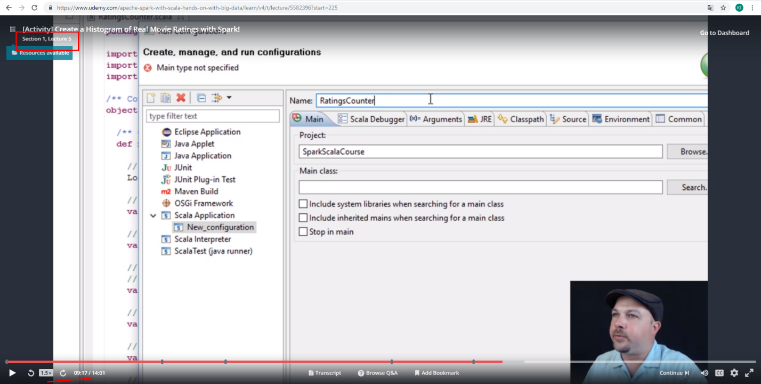 https://www.udemy.com/apache-spark-with-scala-hands-on-with-big-data/learn/v4/t/lecture/5502396?start=225
RatingsCounter.scala
[Activity] Create a Histogram of Real Movie Ratings with Spark!
Go to Dashboard
Section 1, Lecture 5
Resources available
Create, manage, and run configurations
Main type not specified
import
import
import
/** Co
object
/**
def
//
Lo
//
va
//
va
//
//
va
//
va
//
va
type filter text
Eclipse Application
Java Applet
Java Application
JUnit
JUnit Plug-in Test
Maven Build
OSGi Framework
Scala Application
New_configuration
Scala Interpreter
ScalaTest (java runner)
Name: RatingsCounter
Main Scala Debugger Arguments JRE Classpath Source Environment Common
Project:
SparkScalaCourse Browse..
Main class:
Search..
Include system libraries when searching for a main class
Include inherited mains when searching for a main class
Stop in main
1.5x 09:17 / 14:01 Transcript Browse Q&A Add Bookmark Continue